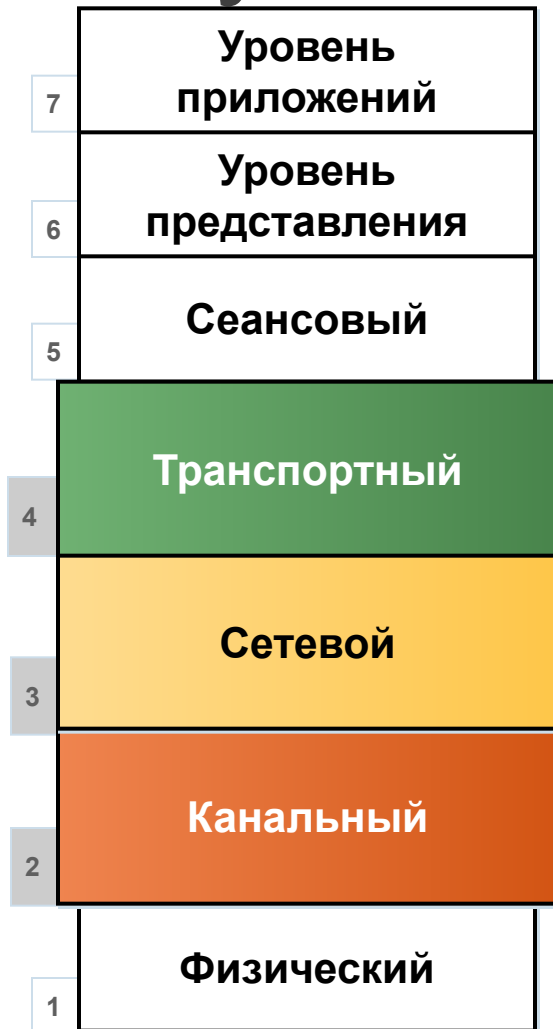 Уровень
приложений
7
Уровень
представления
6
Сеансовый
5
Транспортный
4
Сетевой
3
Канальный
2
Физический
1